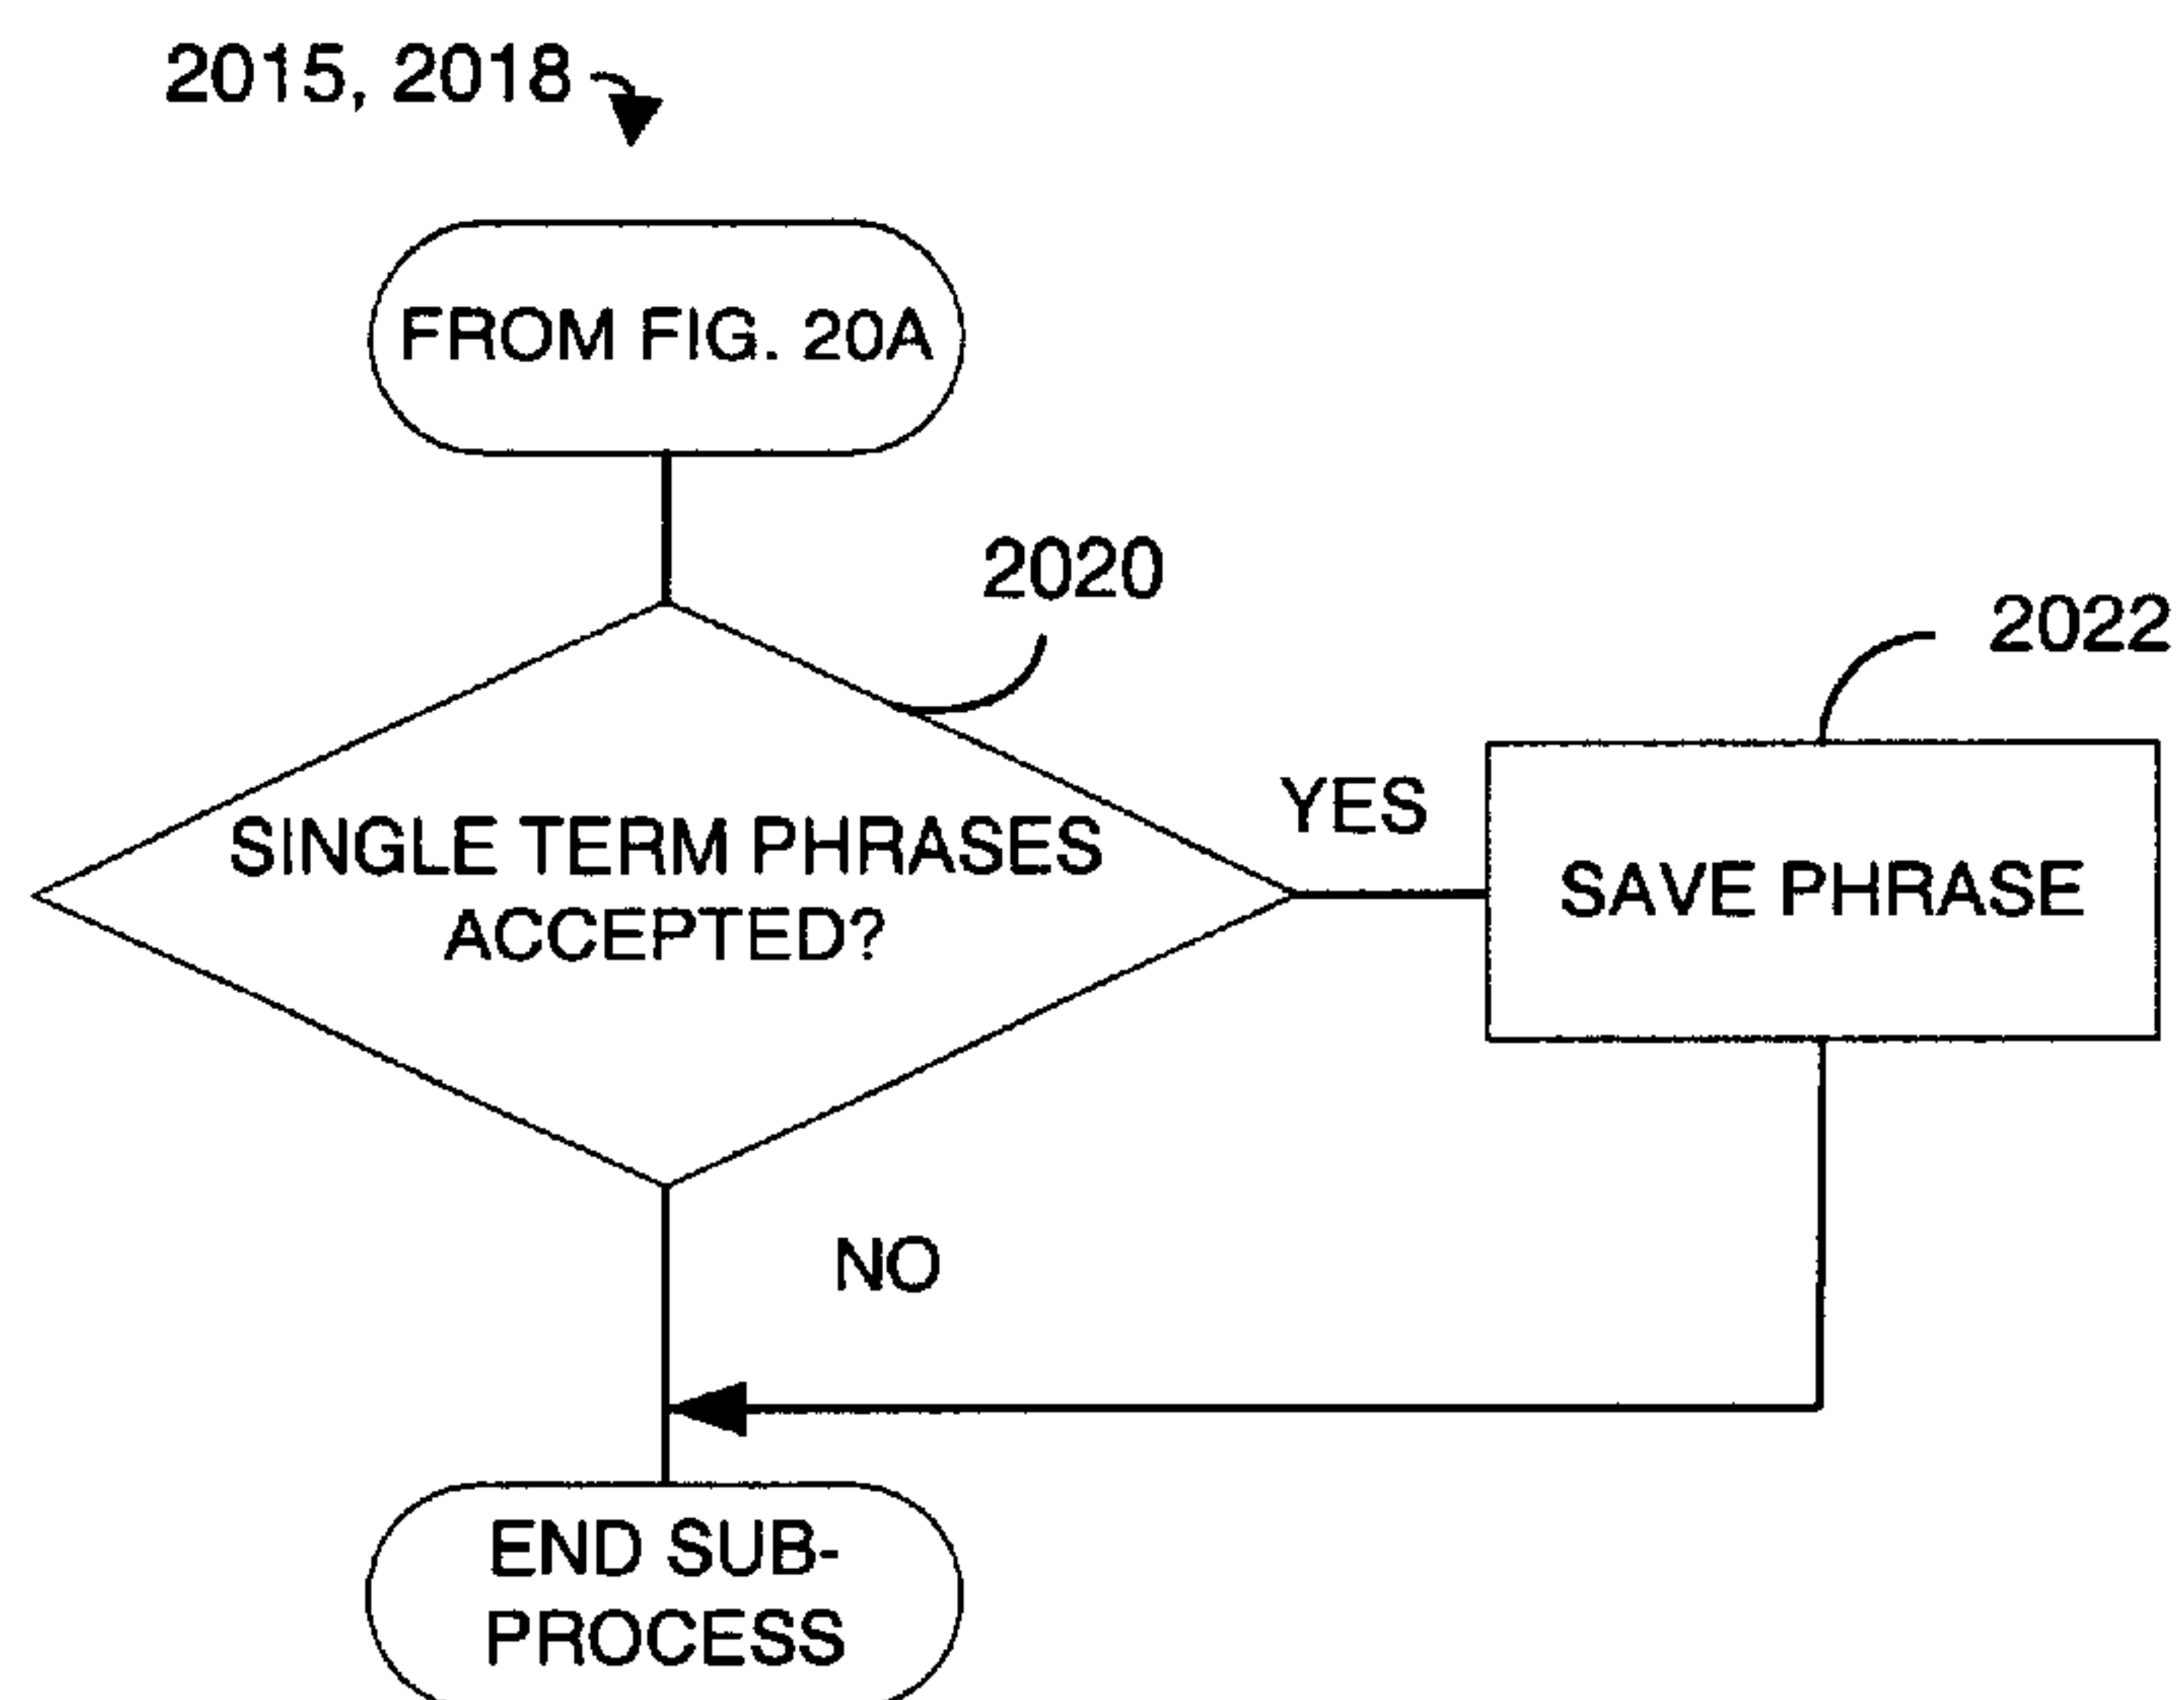 2015, 2018
FROM FIG. 20A
2020
2022
YES
SINGLE TERM PHRASES
ACCEPTED?
SAVE PHRASE
NO
END SUB-
PROCESS